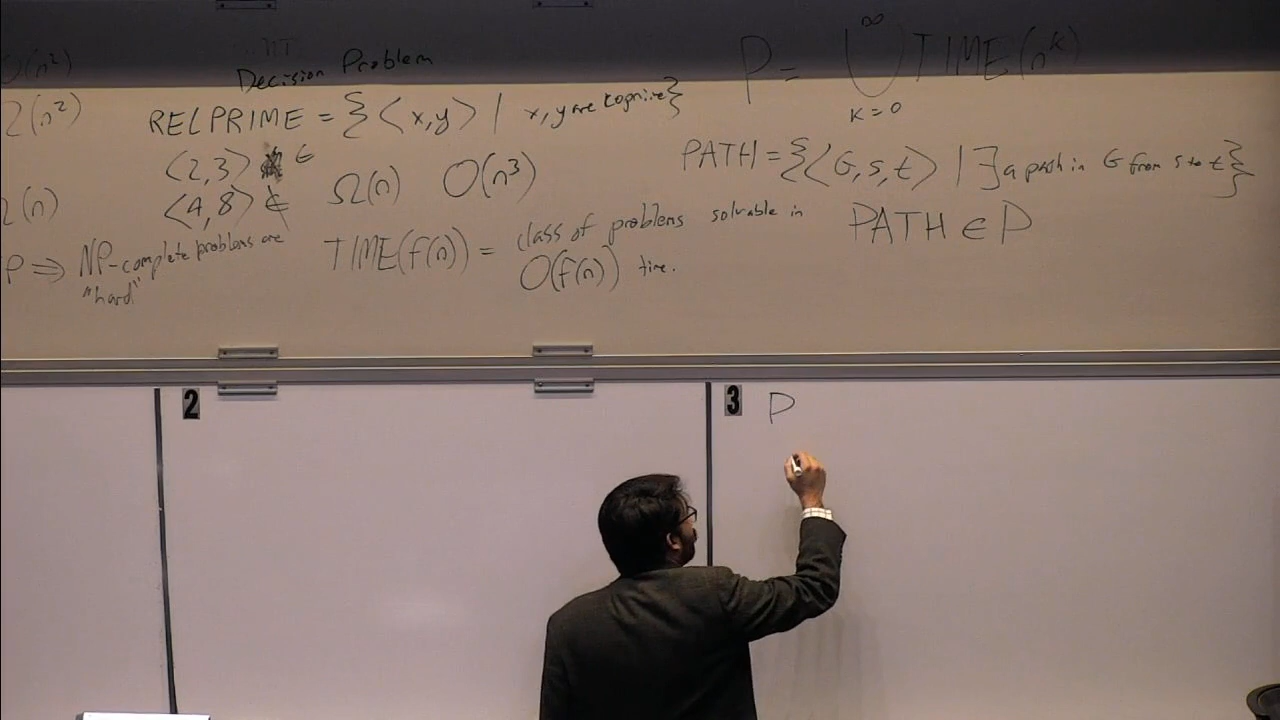 O(n²)
Ω(n²)
Ω(n)
P ⇒ NP-complete problems are
"hard"
Decision Problem
RELPRIME = {⟨x,y⟩ | x, y are coprime}
⟨2,3⟩ ∈
⟨4,8⟩ ∉
Ω(n) O(n³)
TIME(f(n)) = class of problems solvable in
O(f(n)) time.
P = ⋃ TIME(n^k)
∞
k=0
PATH = {⟨G,s,t⟩ | ∃ a path in G from s to t}
PATH ∈ P
2
3 P